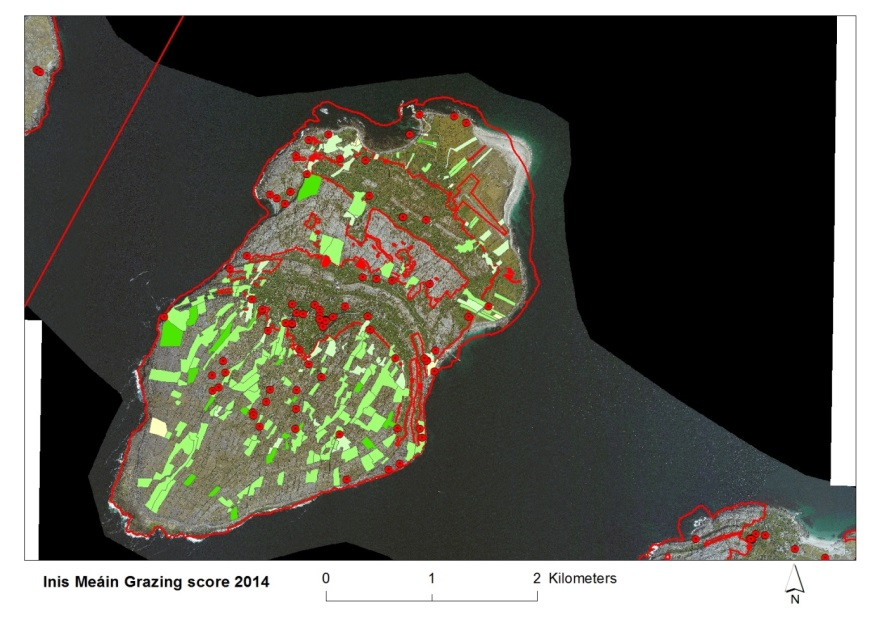 Inis Meáin Grazing score 2014
0 1 2 Kilometers
N